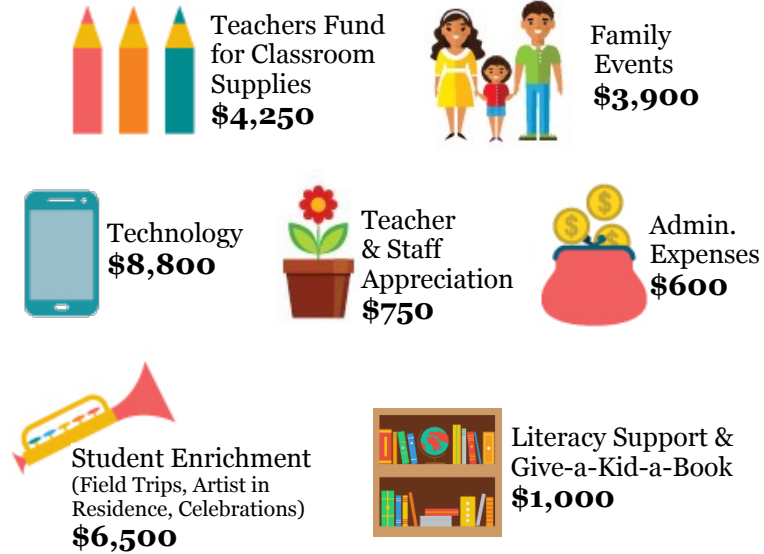 Teachers Fund
for Classroom
Supplies
$4,250
Family
Events
$3,900
Technology
$8,800
Teacher
& Staff
Appreciation
$750
Admin.
Expenses
$600
Student Enrichment
(Field Trips, Artist in
Residence, Celebrations)
$6,500
Literacy Support &
Give-a-Kid-a-Book
$1,000